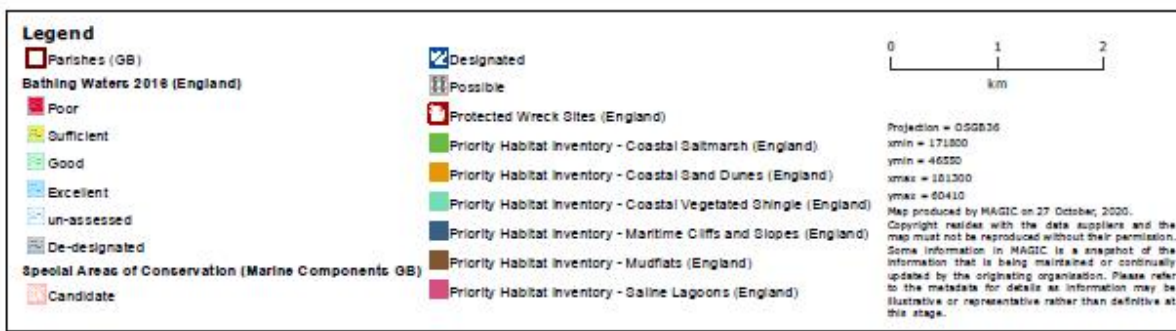 Legend
Parishes (GB)
Bathing Waters 2016 (England)
Poor
Sufficient
Good
Excellent
un-assessed
De-designated
Special Areas of Conservation (Marine Components GB)
Candidate
Designated
Possible
Protected Wreck Sites (England)
Priority Habitat Inventory - Coastal Saltmarsh (England)
Priority Habitat Inventory - Coastal Sand Dunes (England)
Priority Habitat Inventory - Coastal Vegetated Shingle (England)
Priority Habitat Inventory - Maritime Cliffs and Slopes (England)
Priority Habitat Inventory - Mudflats (England)
Priority Habitat Inventory - Saline Lagoons (England)
0 1 2
km
Projection = OSGB36
xmin = 171800
ymin = 46550
xmax = 181300
ymax = 60410
Map produced by MAGIC on 27 October, 2020.
Copyright resides with the data suppliers and the
map must not be reproduced without their permission.
Some information in MAGIC is a snapshot of the
information that is being maintained or continually
updated by the originating organisation. Please refer
to the metadata for details as information may be
illustrative or representative rather than definitive at
this stage.